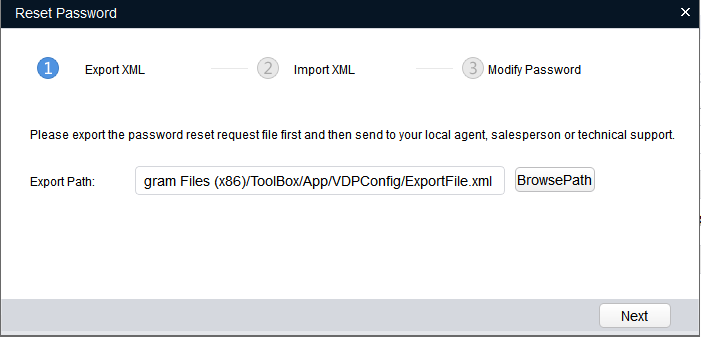 Reset Password
1 Export XML 2 Import XML 3 Modify Password
Please export the password reset request file first and then send to your local agent, salesperson or technical support.
Export Path: gram Files (x86)/ToolBox/App/VDPConfig/ExportFile.xml BrowsePath
Next